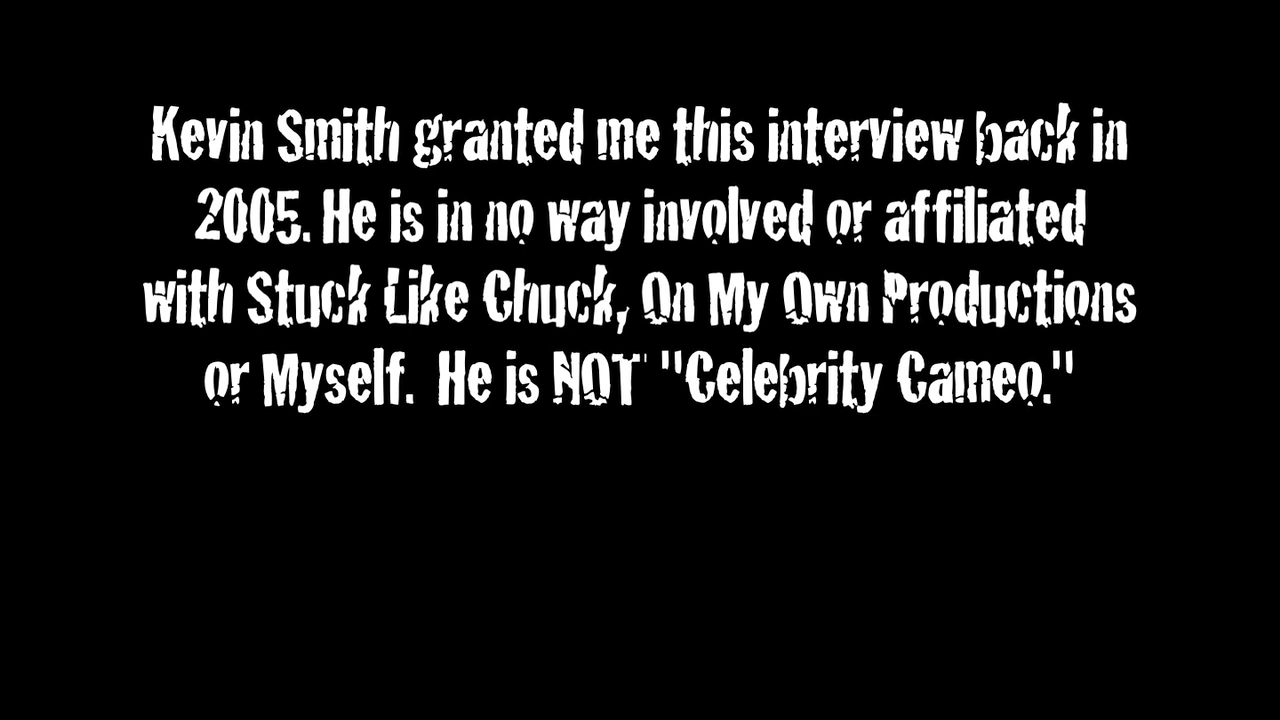 Kevin Smith granted me this interview back in
2005. He is in no way involved or affiliated
with Stuck Like Chuck, On My Own Productions
or Myself. He is NOT "Celebrity Cameo."